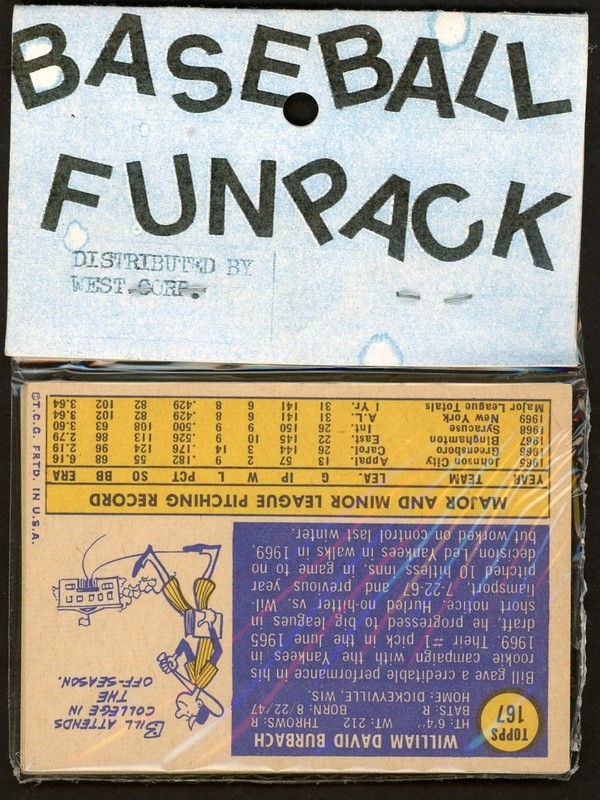 BASEBALL
FUNPACK
DISTRIBUTED BY
WEST CORP.
TOPPS
167
WILLIAM DAVID BURBACH
HT: 6'4" WT: 212 THROWS: R
BATS: R BORN: 8/22/47
HOME: DICKEYVILLE, WIS.
Bill gave a creditable performance in his
rookie campaign with the Yankees in
1969. Their #1 pick in the June 1965
draft, he progressed to big leagues in
short notice. Hurled no-hitter vs. Wil-
liamsport 7-22-67 and previous year
pitched 10 hitless inns. in game to no
decision. Led Yankees in walks in 1969,
but worked on control last winter.
BILL ATTENDS
COLLEGE IN
THE
OFF-SEASON.
MAJOR AND MINOR LEAGUE PITCHING RECORD
YEAR TEAM LEA. G IP W L PCT. SO BB ERA
1965 Johnson City Appal. 13 57 2 9 .182 55 68 6.19
1966 Greensboro Carol. 26 144 3 14 .176 124 96 2.19
1967 Binghamton East. 22 145 10 9 .526 113 86 2.79
1968 Syracuse Int. 26 150 9 9 .500 108 63 3.60
1969 New York A.L. 31 141 6 8 .429 82 102 3.64
Major League Totals 1 Yr. 31 141 6 8 .429 82 102 3.64
©T.C.G. PRTD. IN U.S.A.